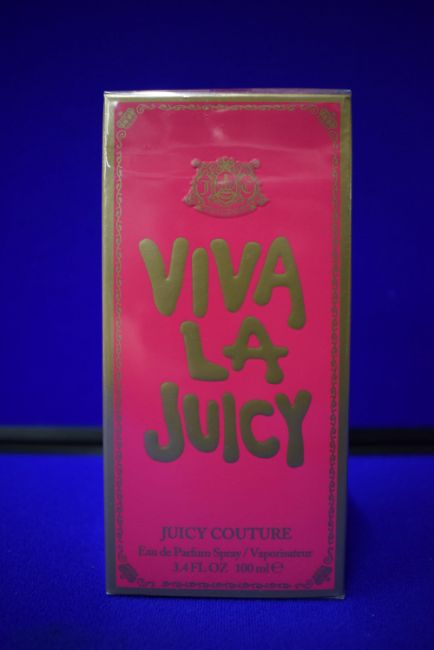 J C
VIVA
LA
JUICY
JUICY COUTURE
Eau de Parfum Spray / Vaporisateur
3.4 FL OZ 100 ml ℮